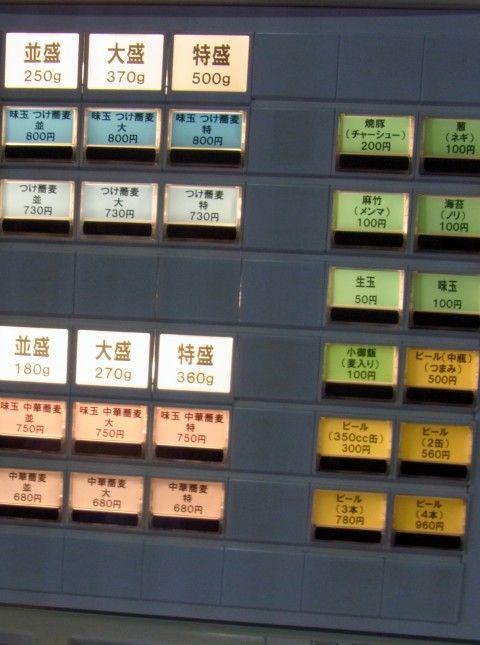 並盛
250g
大盛
370g
特盛
500g
味玉 つけ蕎麦
並
800円
味玉 つけ蕎麦
大
800円
味玉 つけ蕎麦
特
800円
焼豚
(チャーシュー)
200円
葱
(ネギ)
100円
つけ蕎麦
並
730円
つけ蕎麦
大
730円
つけ蕎麦
特
730円
麻竹
(メンマ)
100円
海苔
(ノリ)
100円
生玉
50円
味玉
100円
並盛
180g
大盛
270g
特盛
360g
小御飯
(麦入り)
100円
ビール(中瓶)
(つまみ)
500円
味玉 中華蕎麦
並
750円
味玉 中華蕎麦
大
750円
味玉 中華蕎麦
特
750円
ビール
(350cc缶)
300円
ビール
(2缶)
560円
中華蕎麦
並
680円
中華蕎麦
大
680円
中華蕎麦
特
680円
ビール
(3本)
780円
ビール
(4本)
960円